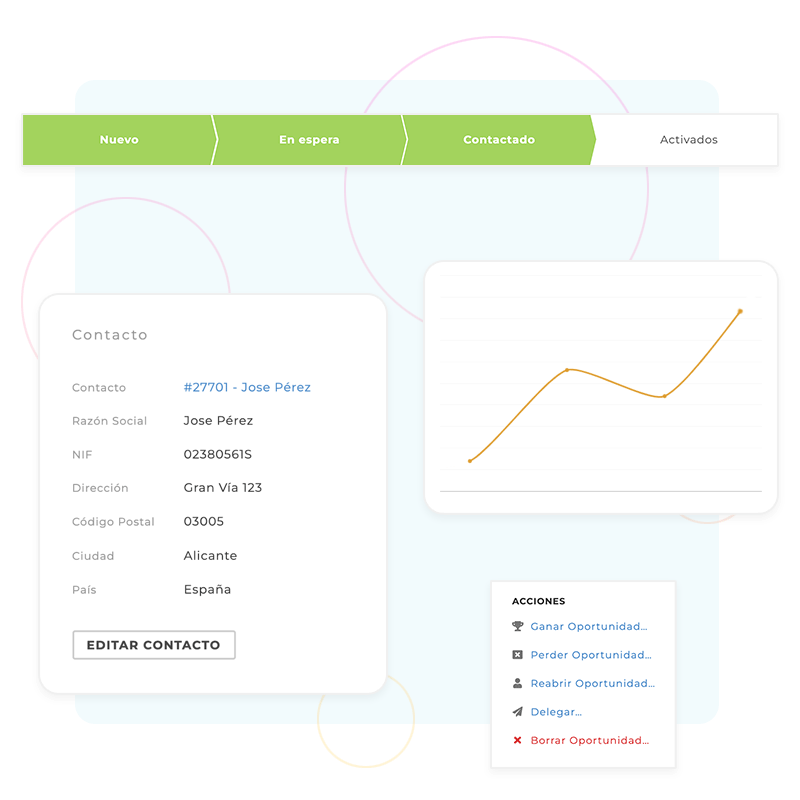 Nuevo En espera Contactado Activados
Contacto
Contacto #27701 - Jose Pérez
Razón Social Jose Pérez
NIF 02380561S
Dirección Gran Vía 123
Código Postal 03005
Ciudad Alicante
País España
EDITAR CONTACTO
ACCIONES
Ganar Oportunidad...
Perder Oportunidad...
Reabrir Oportunidad...
Delegar...
Borrar Oportunidad...